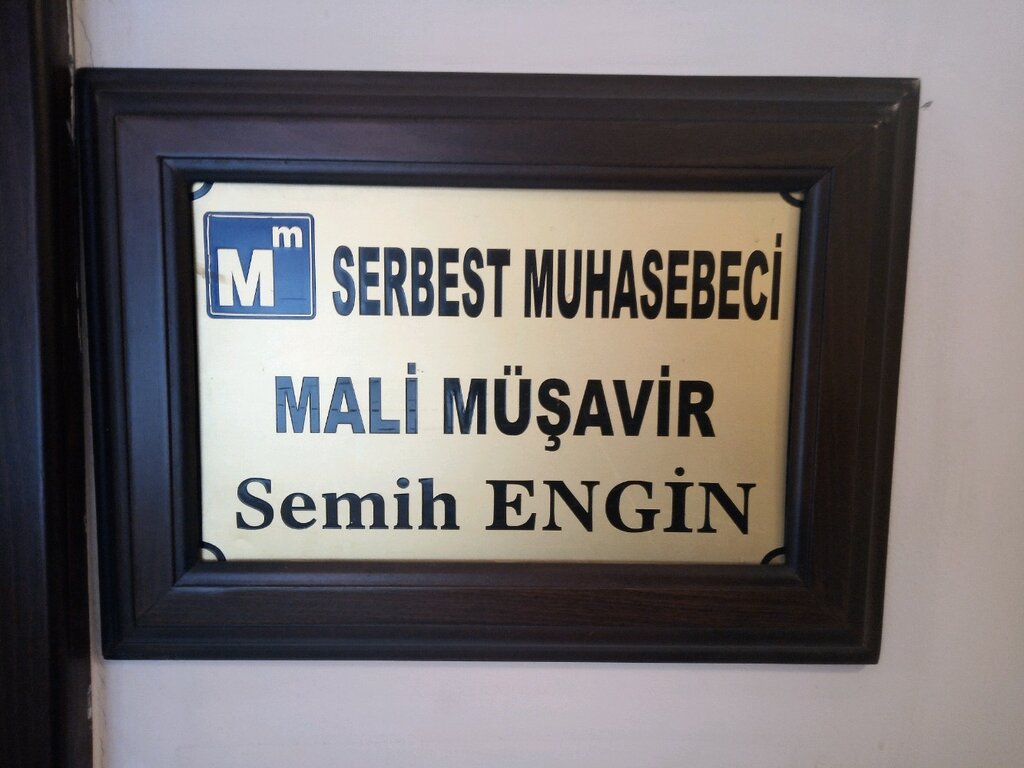 Mm SERBEST MUHASEBECİ
MALİ MÜŞAVİR
Semih ENGİN